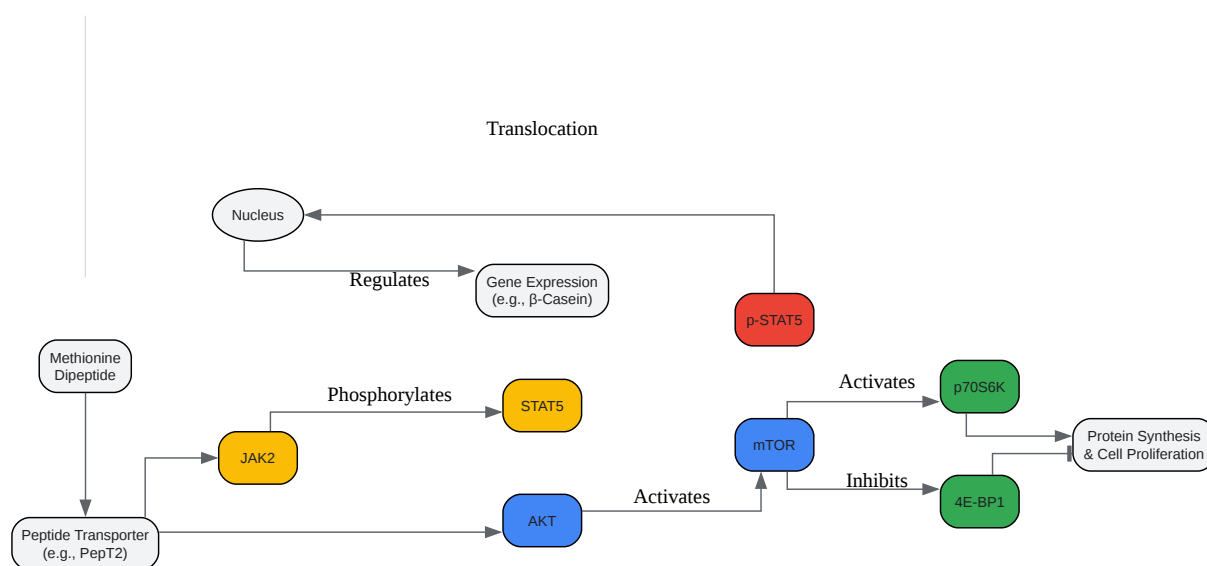 Translocation
Nucleus
Regulates
Gene Expression
(e.g., β-Casein)
p-STAT5
Methionine
Dipeptide
Phosphorylates
STAT5
Activates
p70S6K
JAK2
mTOR
Protein Synthesis
& Cell Proliferation
Inhibits
4E-BP1
Activates
AKT
Peptide Transporter
(e.g., PepT2)